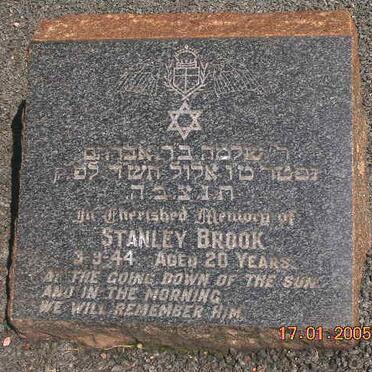 ר' שלמה בר אברהם
נפטר טו אלול תשד לפ"ק
ת.נ.צ.ב.ה.
In Cherished Memory of
STANLEY BROOK
3-9-44 AGED 20 YEARS
AT THE GOING DOWN OF THE SUN
AND IN THE MORNING
WE WILL REMEMBER HIM.
17.01.2005